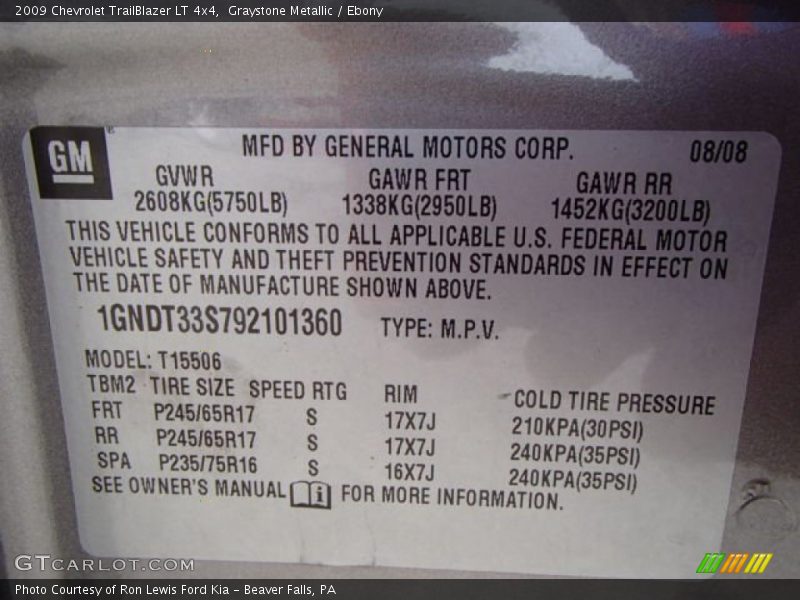 2009 Chevrolet TrailBlazer LT 4x4, Graystone Metallic / Ebony
GM
MFD BY GENERAL MOTORS CORP. 08/08
GVWR GAWR FRT GAWR RR
2608KG(5750LB) 1338KG(2950LB) 1452KG(3200LB)
THIS VEHICLE CONFORMS TO ALL APPLICABLE U.S. FEDERAL MOTOR
VEHICLE SAFETY AND THEFT PREVENTION STANDARDS IN EFFECT ON
THE DATE OF MANUFACTURE SHOWN ABOVE.
1GNDT33S792101360 TYPE: M.P.V.
MODEL: T15506
TBM2 TIRE SIZE SPEED RTG RIM COLD TIRE PRESSURE
FRT P245/65R17 S 17X7J 210KPA(30PSI)
RR P245/65R17 S 17X7J 240KPA(35PSI)
SPA P235/75R16 S 16X7J 240KPA(35PSI)
SEE OWNER'S MANUAL i FOR MORE INFORMATION.
GTCARLOT.COM
Photo Courtesy of Ron Lewis Ford Kia – Beaver Falls, PA